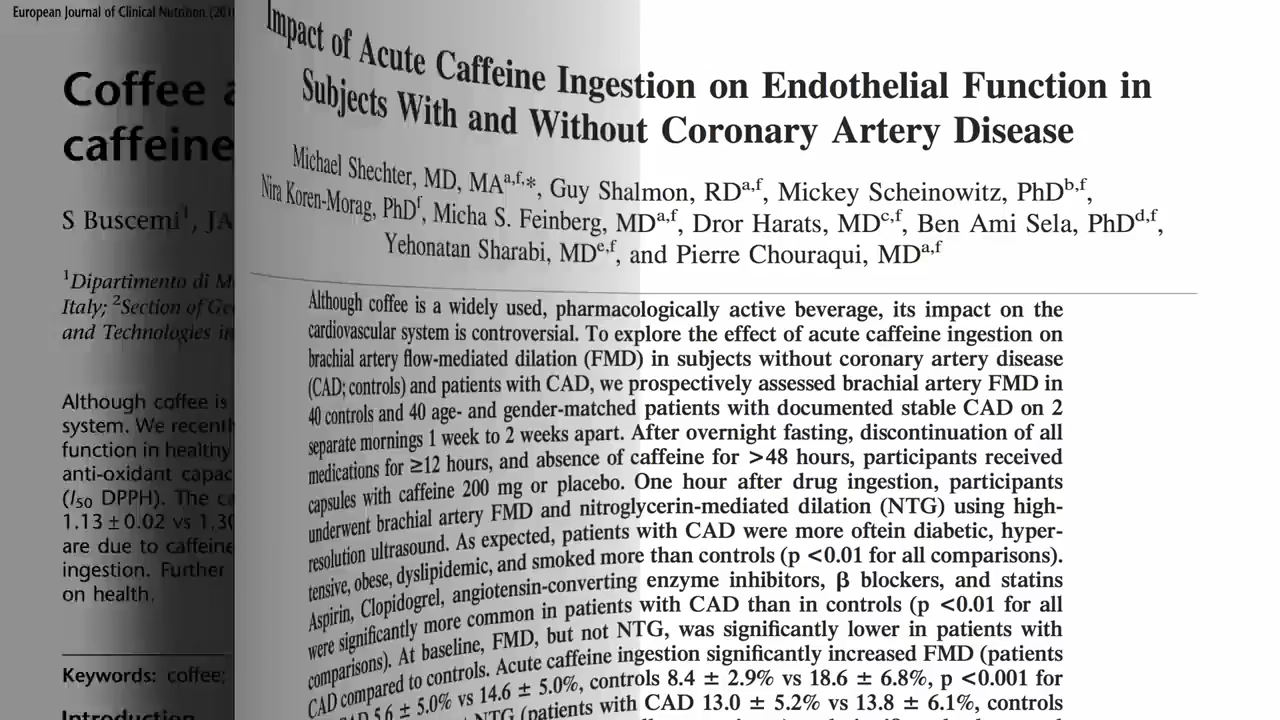 European Journal of Clinical Nutrition (201
Coffee a
caffeine
S Buscemi¹, JA
¹Dipartimento di M
Italy; ²Section of Ge
and Technologies in
Although coffee is
system. We recentl
function in healthy
anti-oxidant capac
(I50 DPPH). The ca
1.13 ± 0.02 vs 1.30
are due to caffeine
ingestion. Further
on health.
Keywords: coffee;
Introduction
Impact of Acute Caffeine Ingestion on Endothelial Function in
Subjects With and Without Coronary Artery Disease
Michael Shechter, MD, MAa,f,*, Guy Shalmon, RDa,f, Mickey Scheinowitz, PhDb,f,
Nira Koren-Morag, PhDf, Micha S. Feinberg, MDa,f, Dror Harats, MDc,f, Ben Ami Sela, PhDd,f,
Yehonatan Sharabi, MDe,f, and Pierre Chouraqui, MDa,f
Although coffee is a widely used, pharmacologically active beverage, its impact on the
cardiovascular system is controversial. To explore the effect of acute caffeine ingestion on
brachial artery flow-mediated dilation (FMD) in subjects without coronary artery disease
(CAD; controls) and patients with CAD, we prospectively assessed brachial artery FMD in
40 controls and 40 age- and gender-matched patients with documented stable CAD on 2
separate mornings 1 week to 2 weeks apart. After overnight fasting, discontinuation of all
medications for ≥12 hours, and absence of caffeine for >48 hours, participants received
capsules with caffeine 200 mg or placebo. One hour after drug ingestion, participants
underwent brachial artery FMD and nitroglycerin-mediated dilation (NTG) using high-
resolution ultrasound. As expected, patients with CAD were more oftein diabetic, hyper-
tensive, obese, dyslipidemic, and smoked more than controls (p <0.01 for all comparisons).
Aspirin, Clopidogrel, angiotensin-converting enzyme inhibitors, β blockers, and statins
were significantly more common in patients with CAD than in controls (p <0.01 for all
comparisons). At baseline, FMD, but not NTG, was significantly lower in patients with
CAD compared to controls. Acute caffeine ingestion significantly increased FMD (patients
CAD 5.6 ± 5.0% vs 14.6 ± 5.0%, controls 8.4 ± 2.9% vs 18.6 ± 6.8%, p <0.001 for
NTG (patients with CAD 13.0 ± 5.2% vs 13.8 ± 6.1%, controls